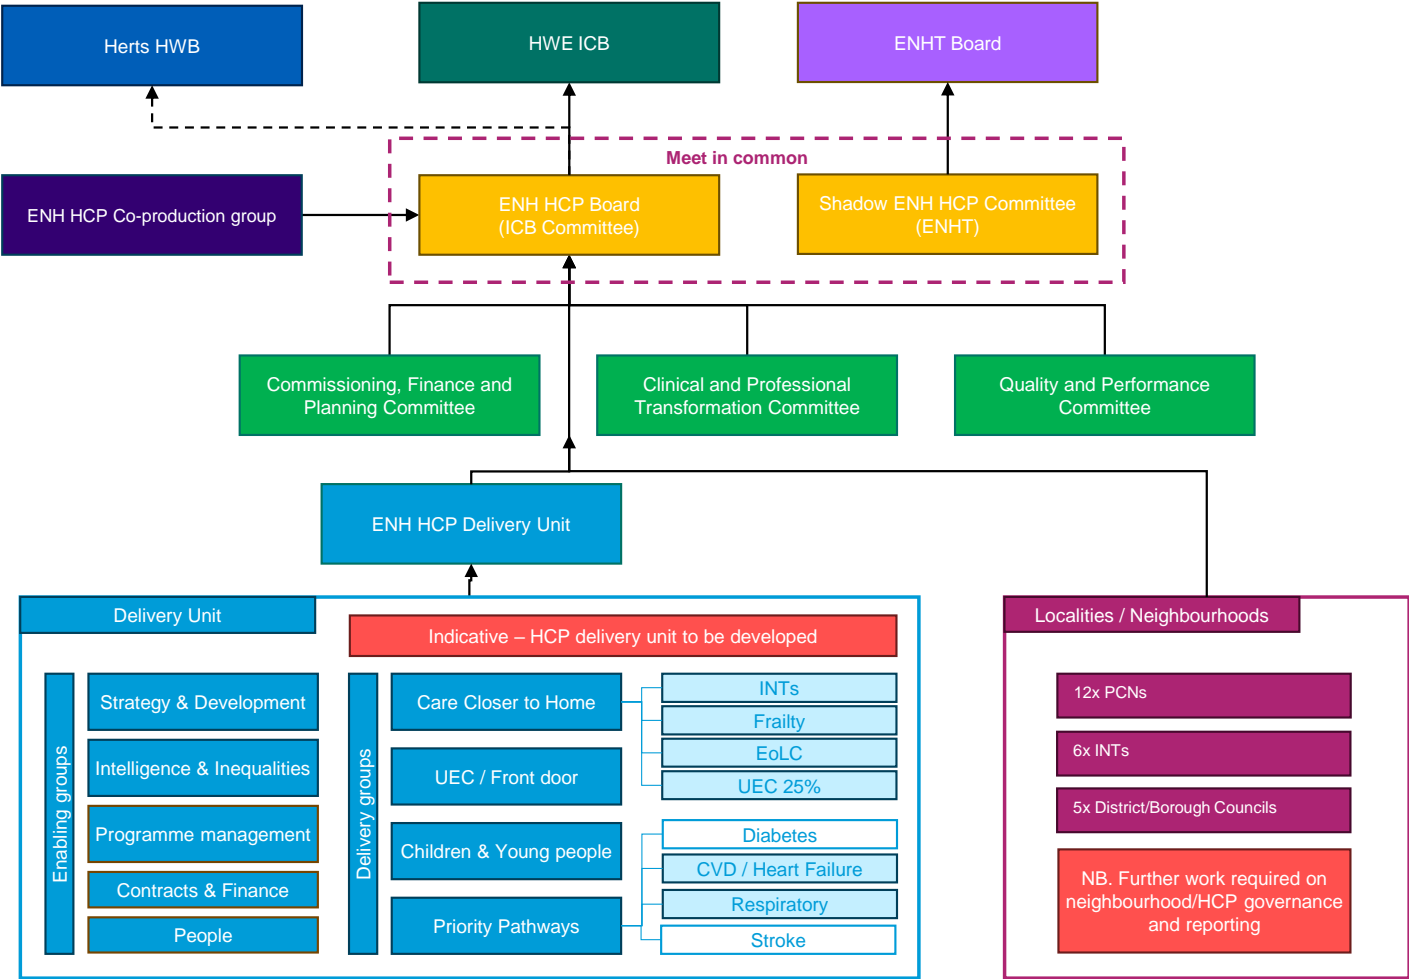 Herts HWB
HWE ICB
ENHT Board
Meet in common
ENH HCP Co-production group
ENH HCP Board
(ICB Committee)
Shadow ENH HCP Committee
(ENHT)
Commissioning, Finance and
Planning Committee
Clinical and Professional
Transformation Committee
Quality and Performance
Committee
ENH HCP Delivery Unit
Delivery Unit
Indicative – HCP delivery unit to be developed
Enabling groups
Strategy & Development
Intelligence & Inequalities
Programme management
Contracts & Finance
People
Delivery groups
Care Closer to Home
UEC / Front door
Children & Young people
Priority Pathways
INTs
Frailty
EoLC
UEC 25%
Diabetes
CVD / Heart Failure
Respiratory
Stroke
Localities / Neighbourhoods
12x PCNs
6x INTs
5x District/Borough Councils
NB. Further work required on
neighbourhood/HCP governance
and reporting